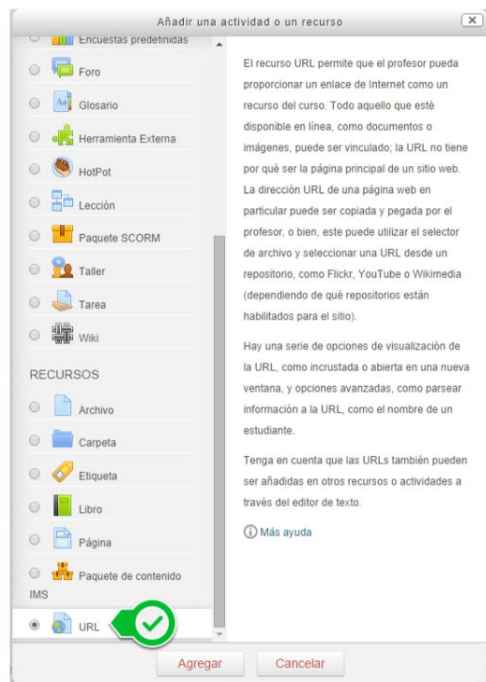 Añadir una actividad o un recurso
Encuestas predefinidas
Foro
Glosario
Herramienta Externa
HotPot
Lección
Paquete SCORM
Taller
Tarea
Wiki
RECURSOS
Archivo
Carpeta
Etiqueta
Libro
Página
Paquete de contenido
IMS
URL
El recurso URL permite que el profesor pueda
proporcionar un enlace de Internet como un
recurso del curso. Todo aquello que esté
disponible en línea, como documentos o
imágenes, puede ser vinculado; la URL no tiene
por qué ser la página principal de un sitio web.
La dirección URL de una página web en
particular puede ser copiada y pegada por el
profesor, o bien, este puede utilizar el selector
de archivo y seleccionar una URL desde un
repositorio, como Flickr, YouTube o Wikimedia
(dependiendo de qué repositorios están
habilitados para el sitio).
Hay una serie de opciones de visualización de
la URL, como incrustada o abierta en una nueva
ventana, y opciones avanzadas, como parsear
información a la URL, como el nombre de un
estudiante.
Tenga en cuenta que las URLs también pueden
ser añadidas en otros recursos o actividades a
través del editor de texto.
Más ayuda
Agregar
Cancelar